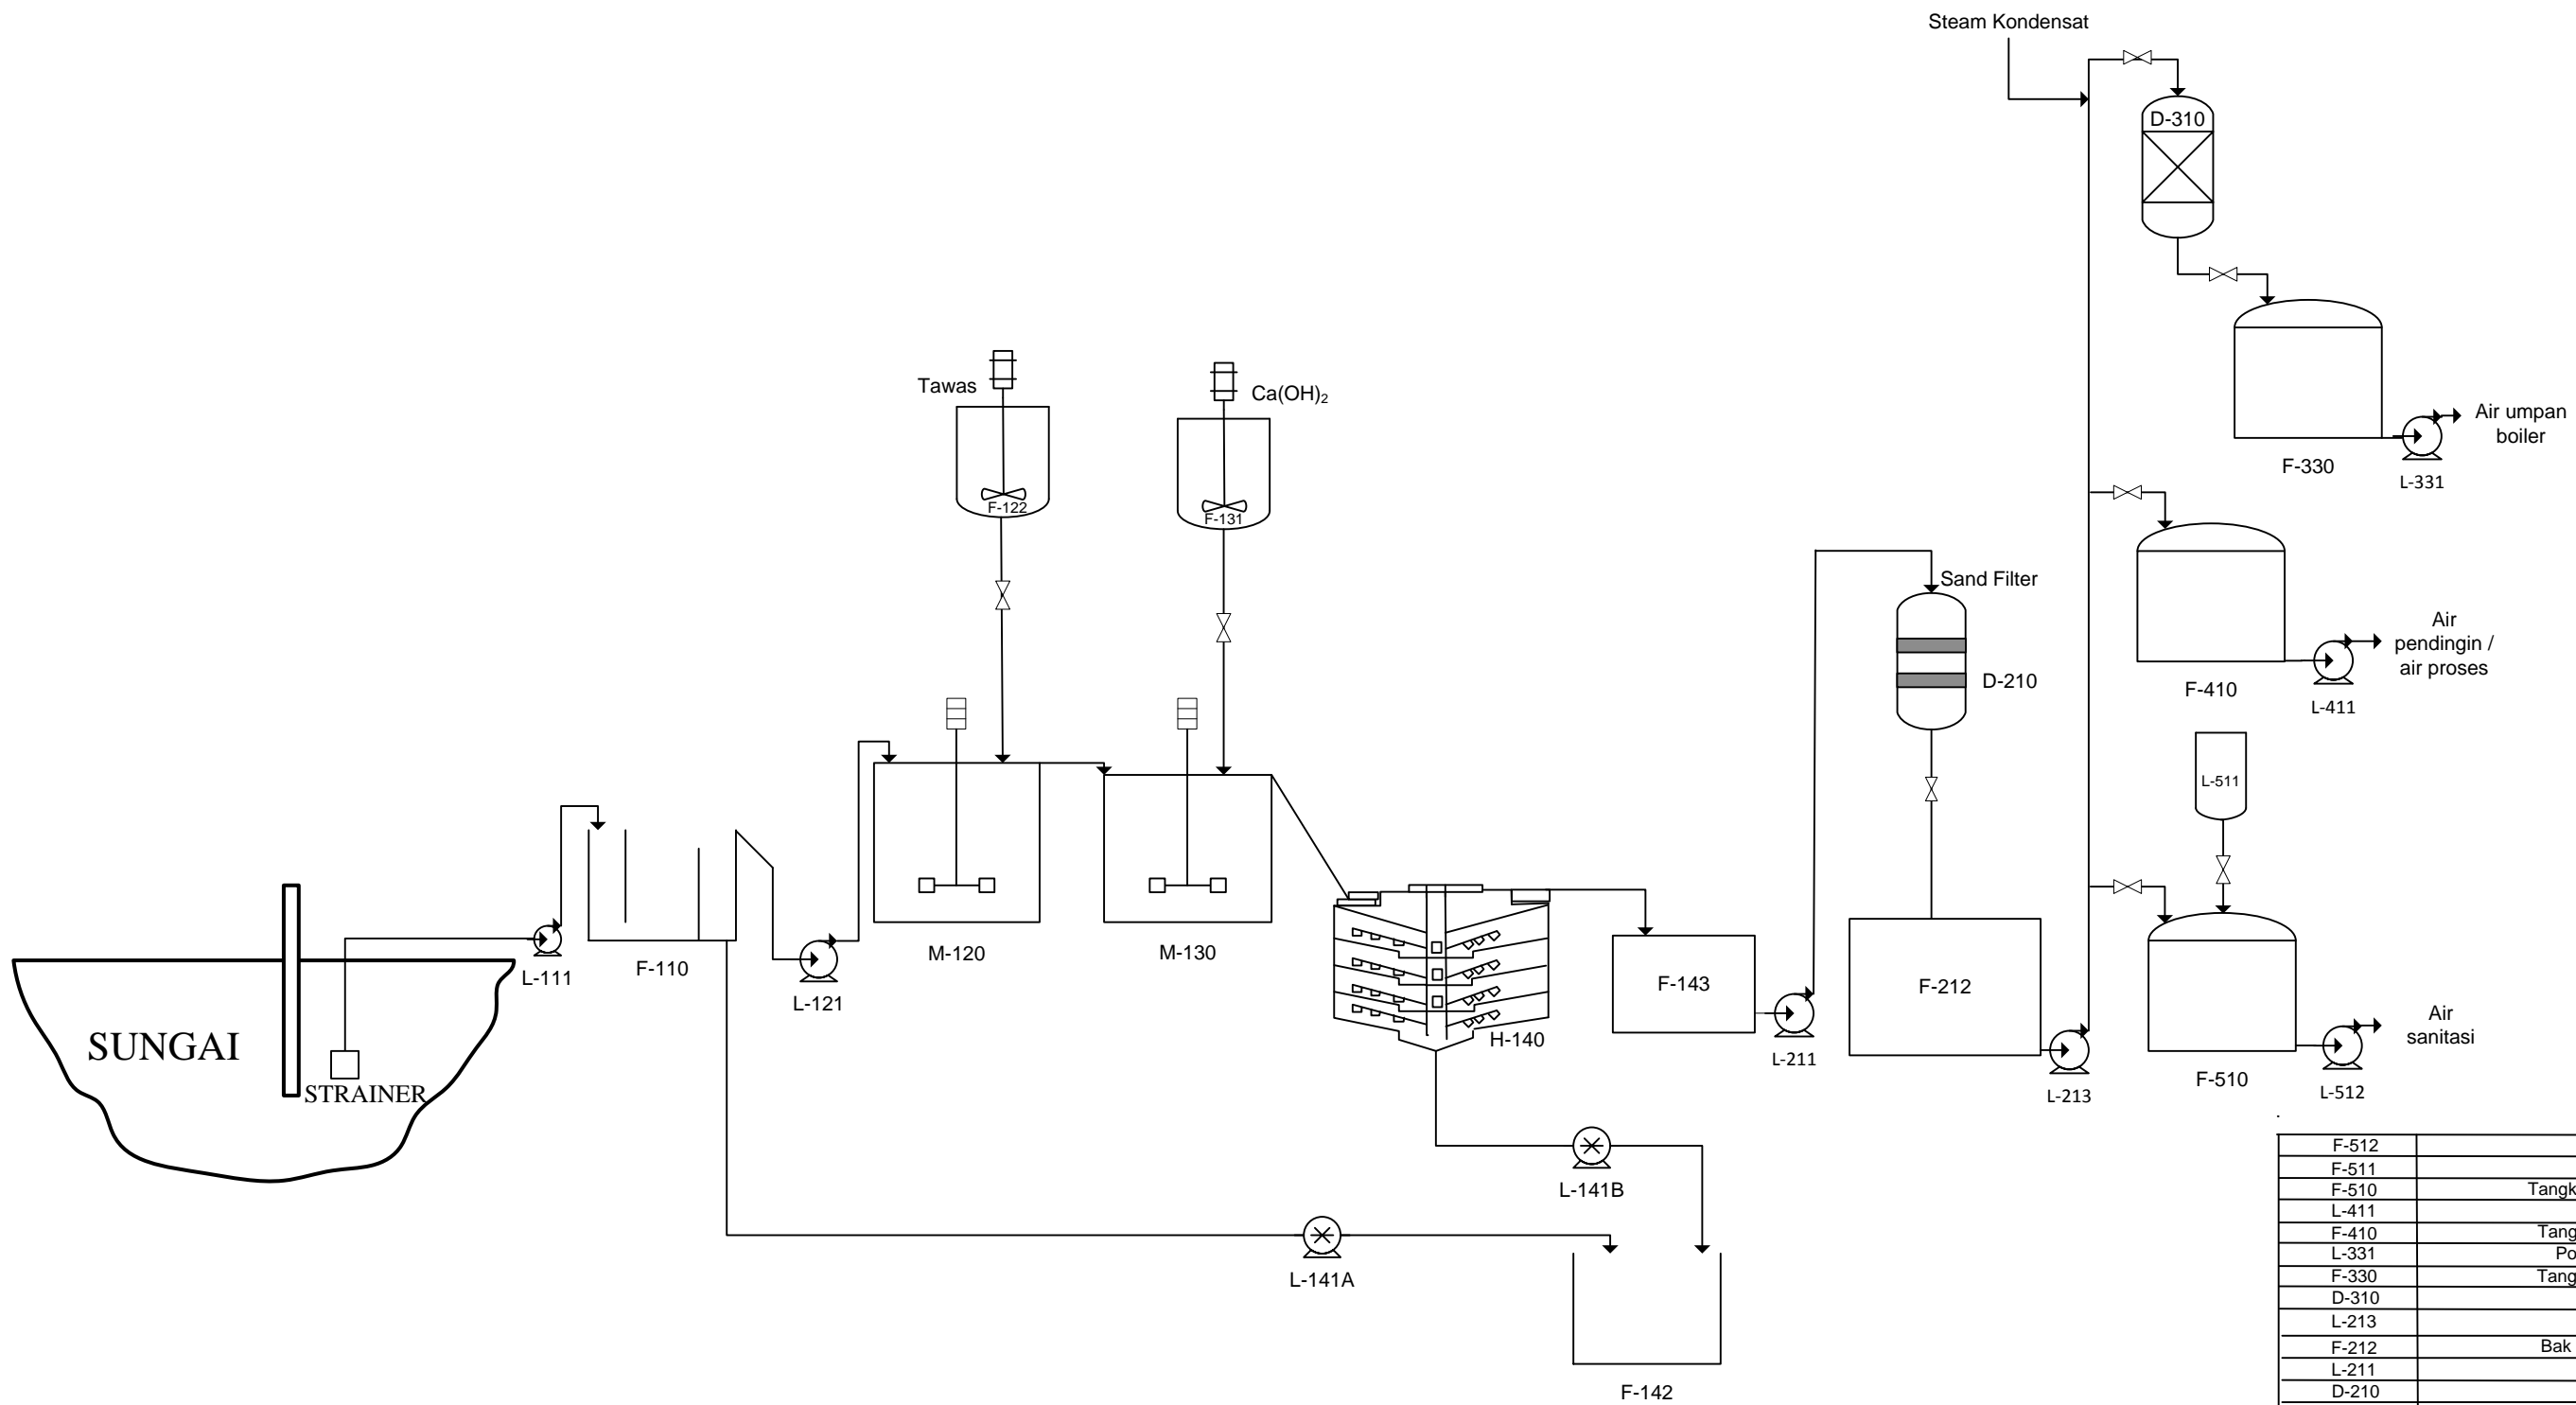 Steam Kondensat
D-310
Air umpan
boiler
F-330
L-331
Tawas
Ca(OH)₂
F-122
F-131
Sand Filter
D-210
Air
pendingin /
air proses
F-410
L-411
L-511
M-120
M-130
F-110
L-111
L-121
SUNGAI
STRAINER
H-140
F-143
L-211
F-212
L-213
Air
sanitasi
F-510
L-512
L-141B
L-141A
F-142
F-512
F-511
F-510 Tangk
L-411
F-410 Tang
L-331 Po
F-330 Tang
D-310
L-213
F-212 Bak
L-211
D-210